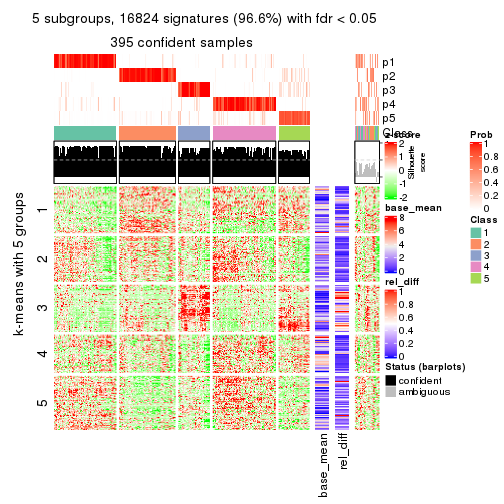 5 subgroups, 16824 signatures (96.6%) with fdr < 0.05
395 confident samples
p1
p2
p3
p4
p5
Class
Silhouette
score
k-means with 5 groups
1
2
3
4
5
base_mean
rel_diff
z-score
2
1
0
-1
-2
base_mean
8
6
4
2
0
rel_diff
1
0.8
0.6
0.4
0.2
0
Status (barplots)
confident
ambiguous
Prob
1
0.8
0.6
0.4
0.2
0
Class
1
2
3
4
5